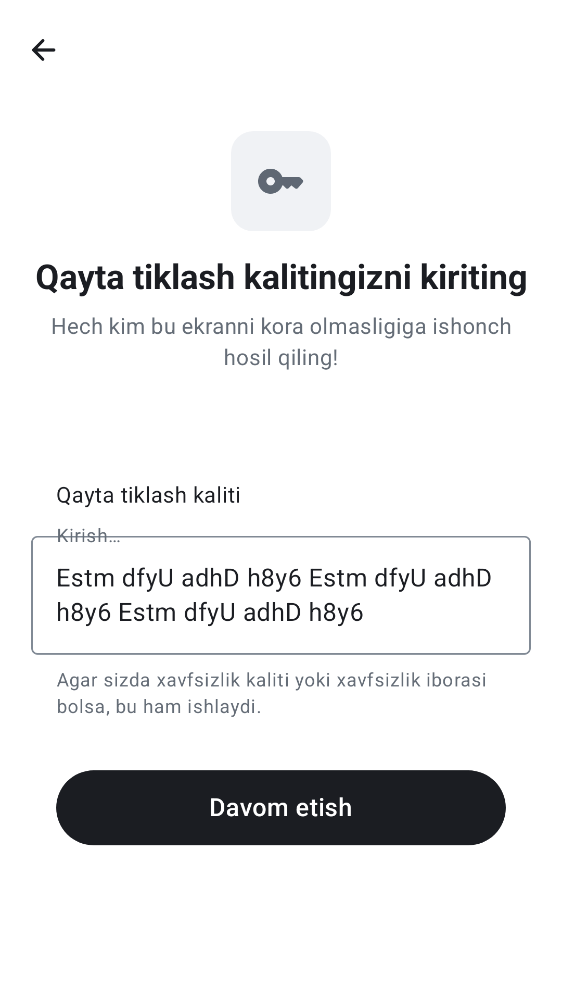 Qayta tiklash kalitingizni kiriting
Hech kim bu ekranni kora olmasligiga ishonch
hosil qiling!
Qayta tiklash kaliti
Kirish…
Estm dfyU adhD h8y6 Estm dfyU adhD
h8y6 Estm dfyU adhD h8y6
Agar sizda xavfsizlik kaliti yoki xavfsizlik iborasi
bolsa, bu ham ishlaydi.
Davom etish